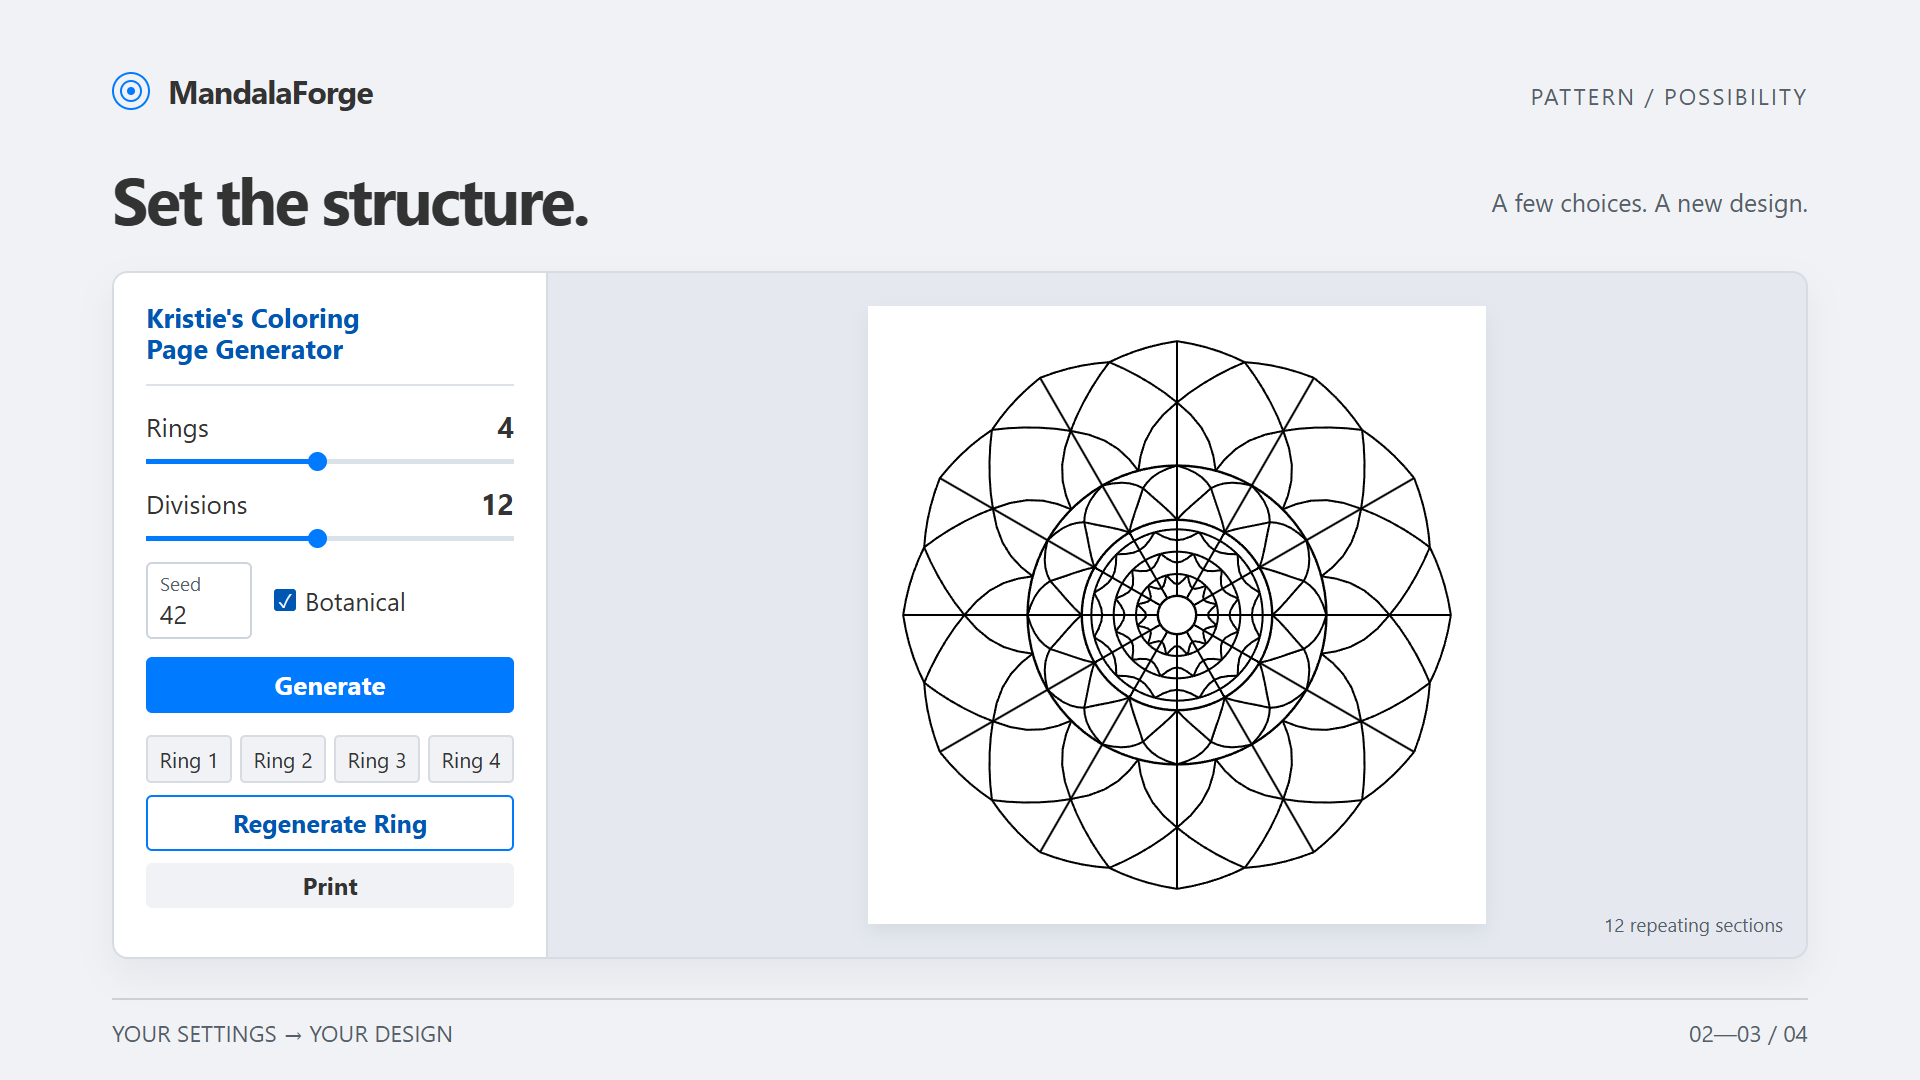 MandalaForge
PATTERN / POSSIBILITY
Set the structure.
A few choices. A new design.
Kristie's Coloring
Page Generator
Rings 4
Divisions 12
Seed
42
Botanical
Generate
Ring 1 Ring 2 Ring 3 Ring 4
Regenerate Ring
Print
12 repeating sections
YOUR SETTINGS → YOUR DESIGN
02—03 / 04